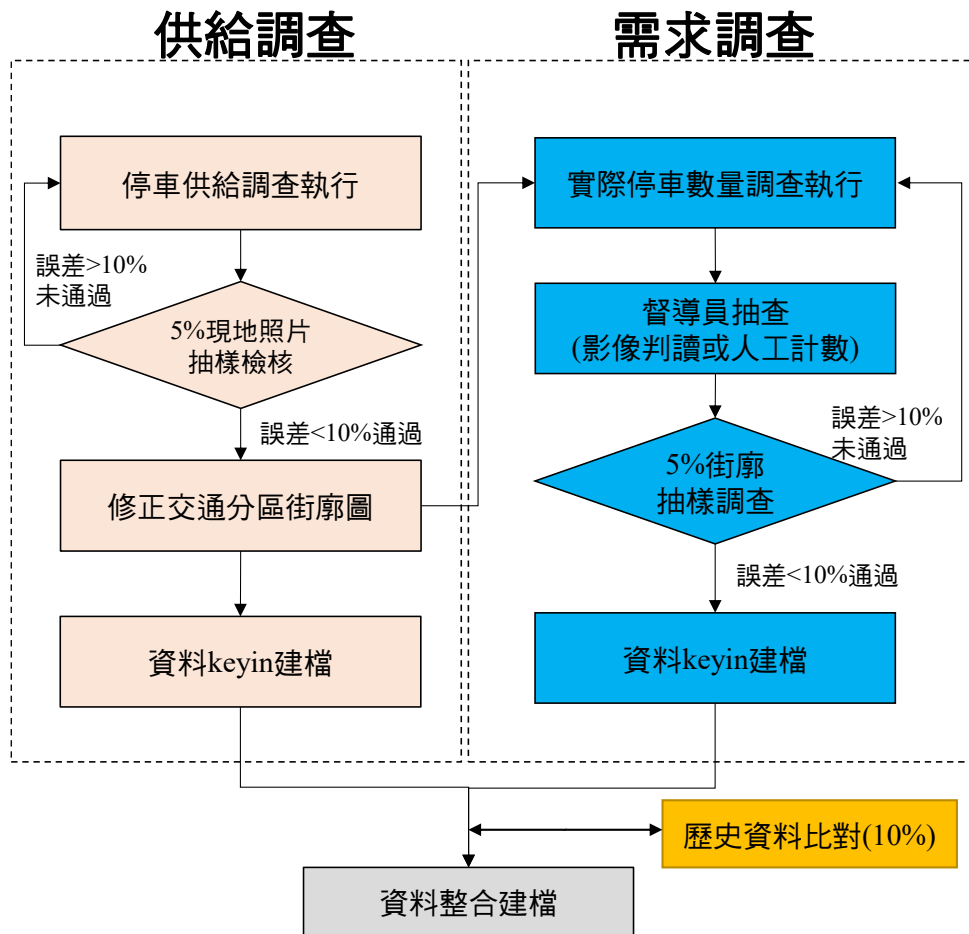 供給調查
停車供給調查執行
誤差>10%
未通過
5%現地照片
抽樣檢核
誤差<10%通過
修正交通分區街廓圖
資料keyin建檔
需求調查
實際停車數量調查執行
督導員抽查
(影像判讀或人工計數)
誤差>10%
未通過
5%街廓
抽樣調查
誤差<10%通過
資料keyin建檔
歷史資料比對(10%)
資料整合建檔